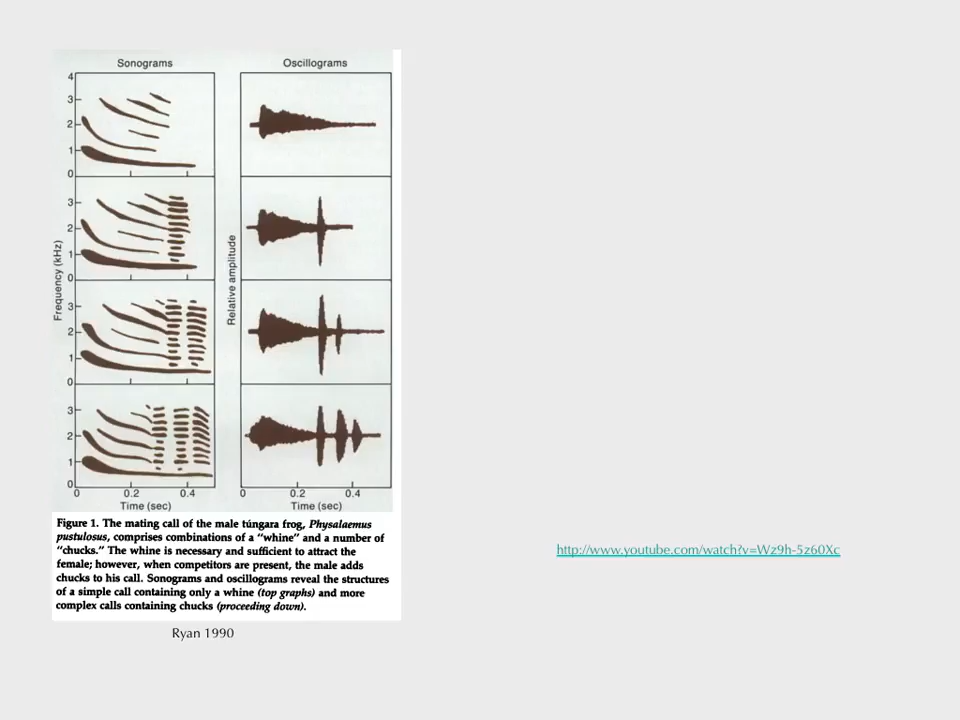 Sonograms
Oscillograms
4
3
2
1
0
3
2
1
0
3
2
1
0
3
2
1
0
Frequency (kHz)
Relative amplitude
0 0.2 0.4
Time (sec)
0 0.2 0.4
Time (sec)
Figure 1. The mating call of the male túngara frog, Physalaemus
pustulosus, comprises combinations of a “whine” and a number of
“chucks.” The whine is necessary and sufficient to attract the
female; however, when competitors are present, the male adds
chucks to his call. Sonograms and oscillograms reveal the structures
of a simple call containing only a whine (top graphs) and more
complex calls containing chucks (proceeding down).
Ryan 1990
http://www.youtube.com/watch?v=Wz9h-5z60Xc